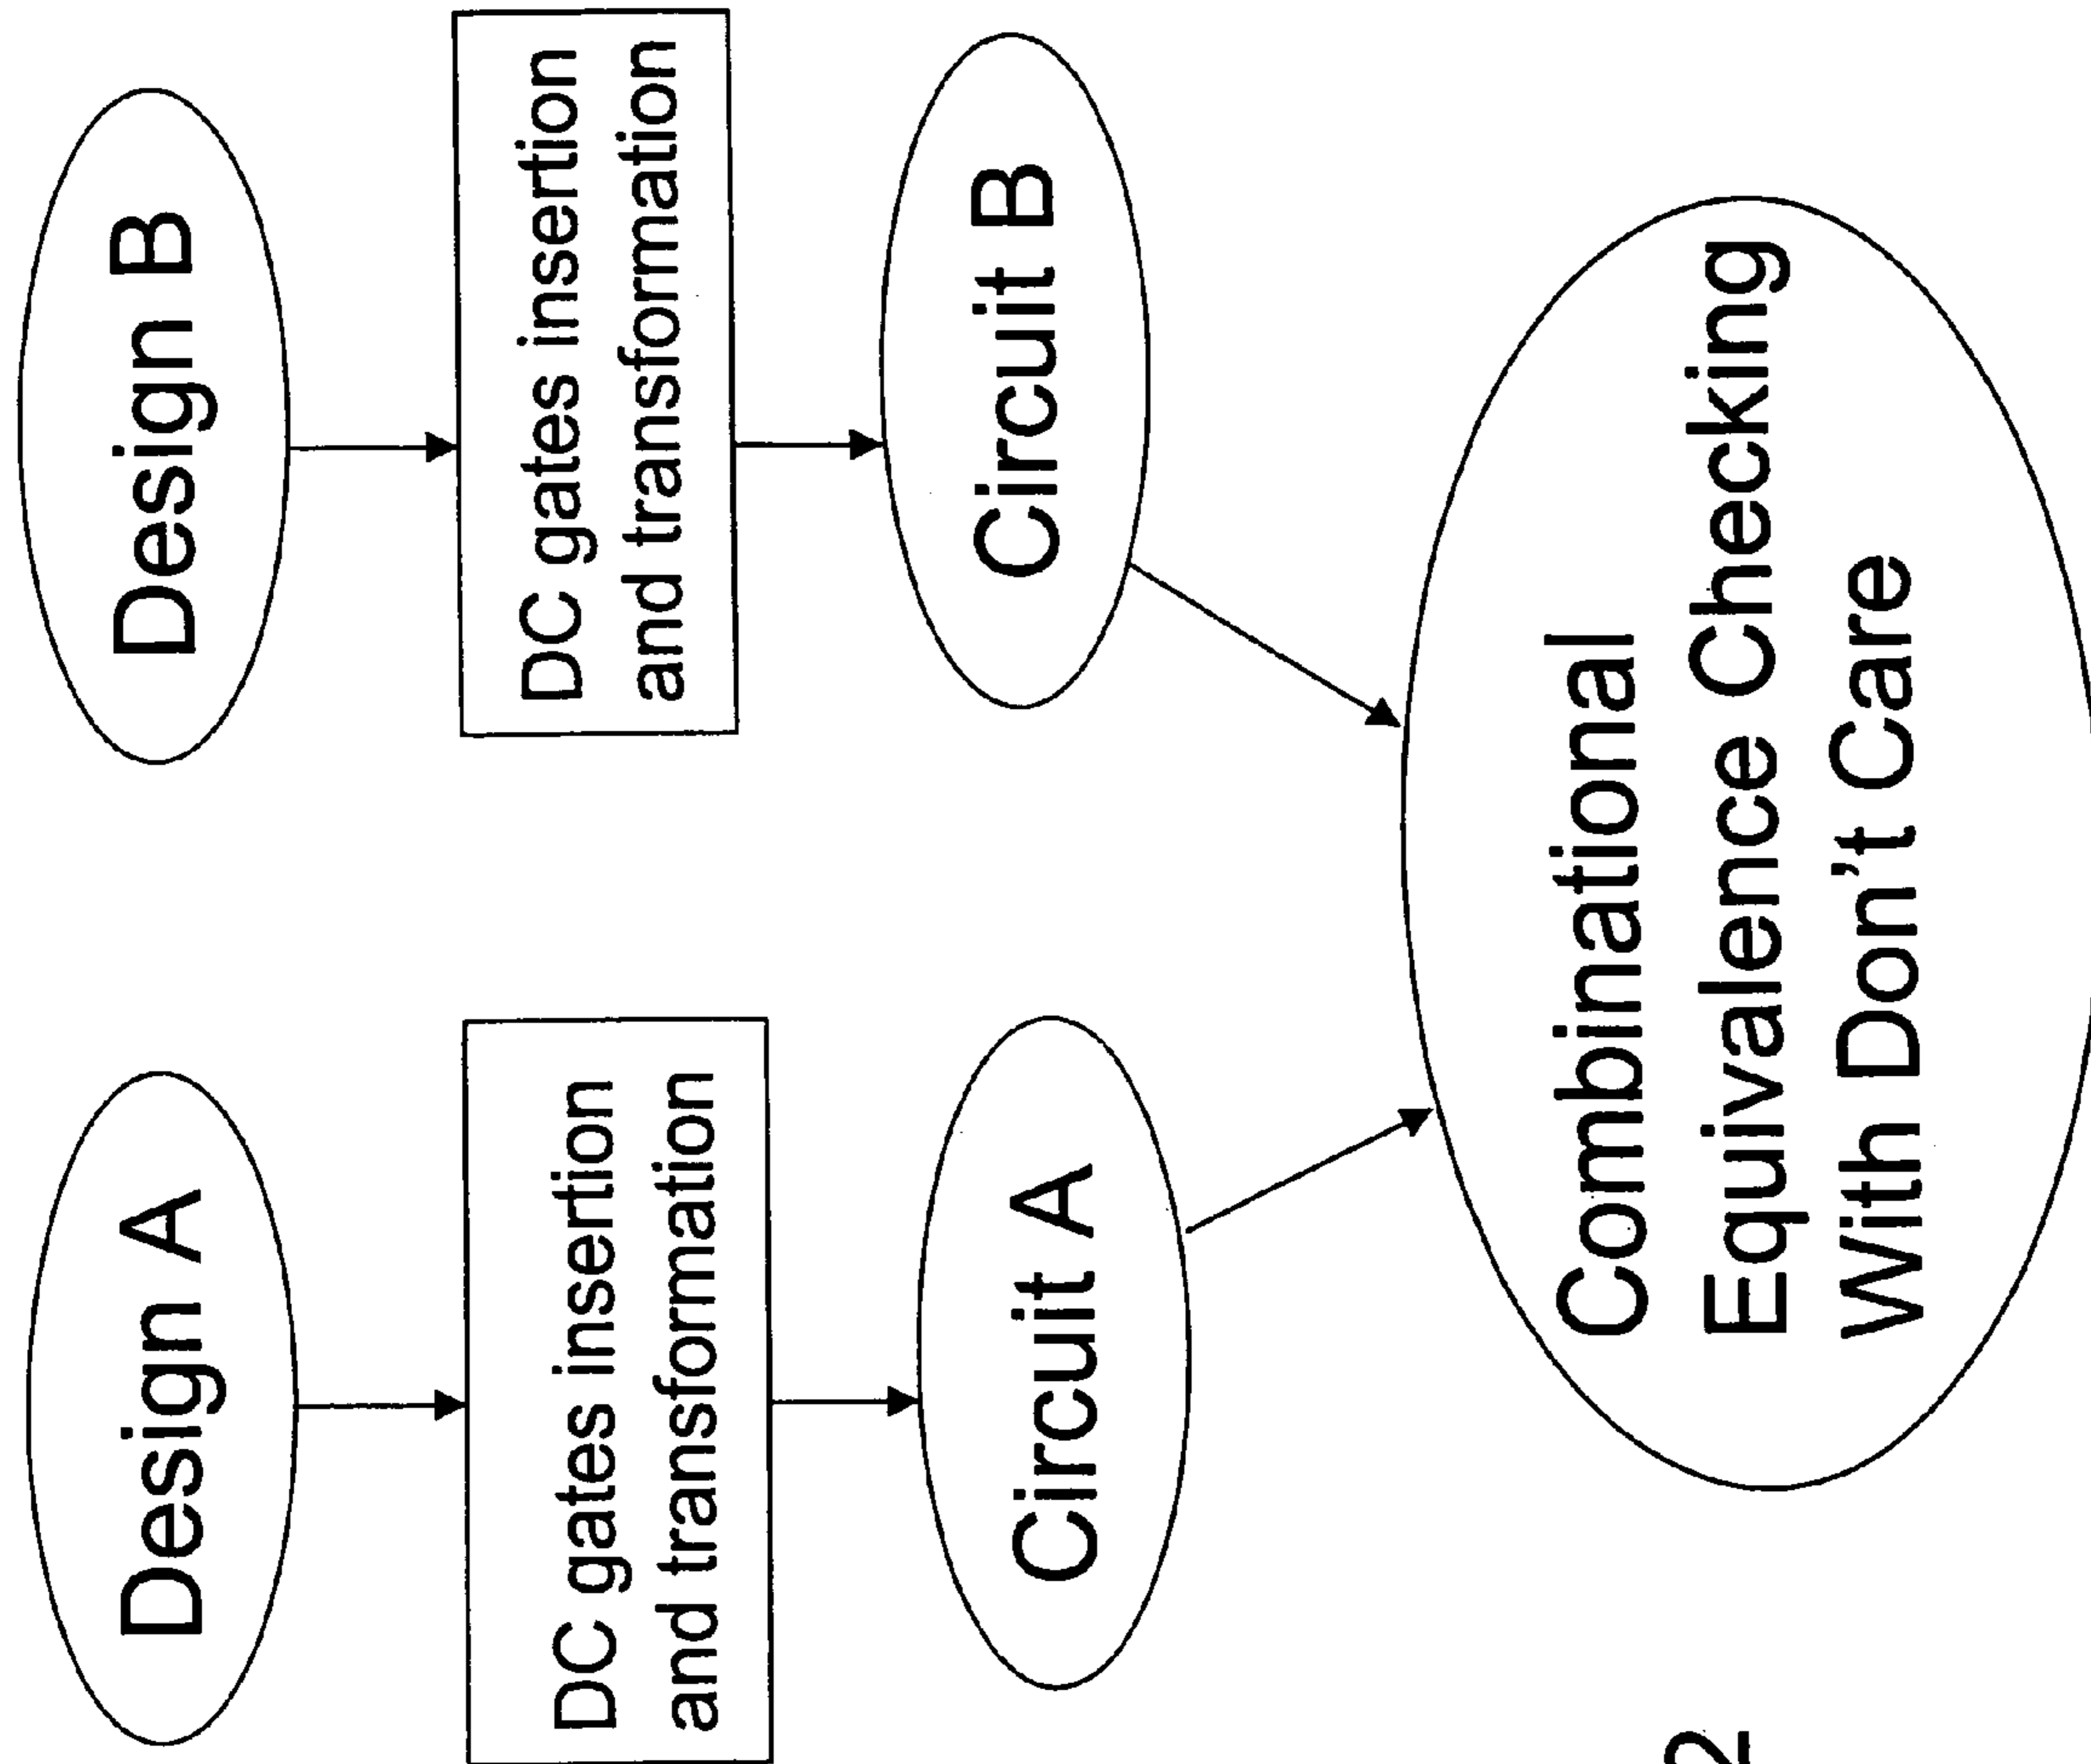 Design A
DC gates insertion
and transformation
Circuit A
Design B
DC gates insertion
and transformation
Circuit B
Combinational
Equivalence Checking
With Don't Care
2